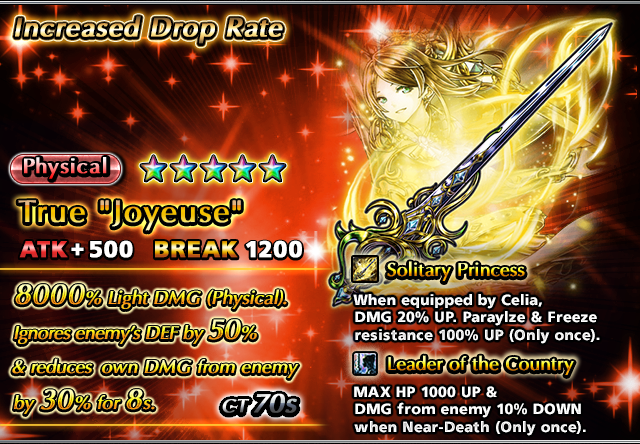 Increased Drop Rate
Physical
True "Joyeuse"
ATK+500 BREAK 1200
8000% Light DMG (Physical).
Ignores enemy's DEF by 50%
& reduces own DMG from enemy
by 30% for 8s. CT 70s
Solitary Princess
When equipped by Celia,
DMG 20% UP. Paraylze & Freeze
resistance 100% UP (Only once).
Leader of the Country
MAX HP 1000 UP &
DMG from enemy 10% DOWN
when Near-Death (Only once).